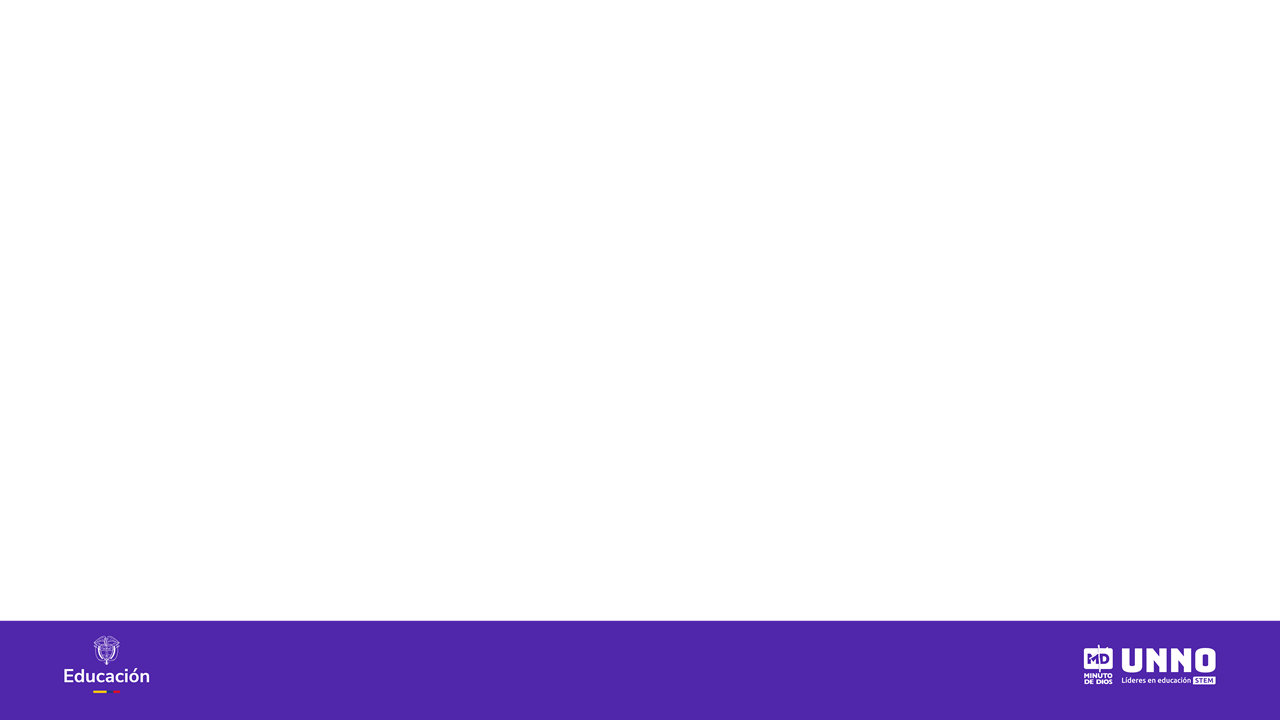 Educación
MD
MINUTO
DE DIOS
UNNO
Líderes en educación STEM